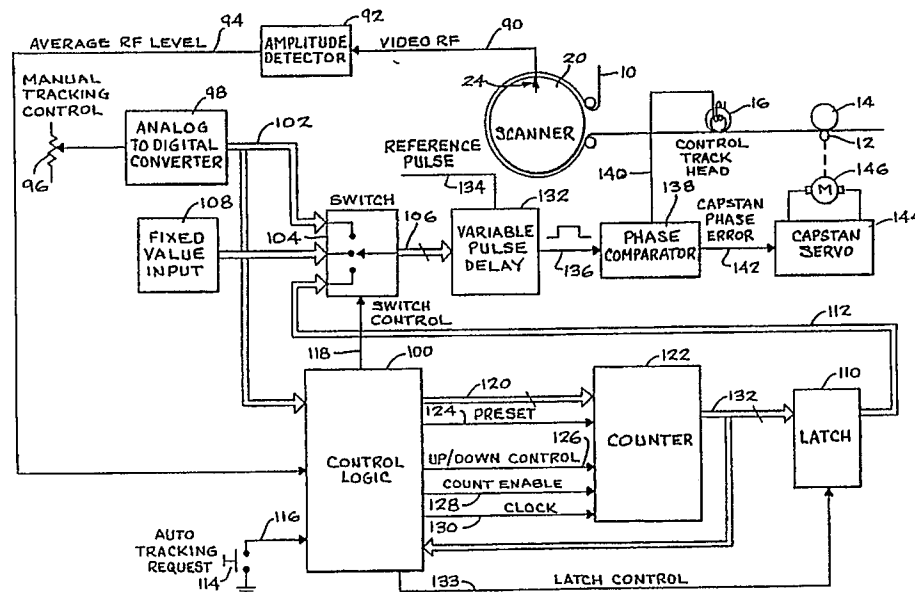 94
92
90
AVERAGE RF LEVEL
AMPLITUDE
DETECTOR
VIDEO RF
20
10
24
SCANNER
MANUAL
TRACKING
CONTROL
98
ANALOG
TO DIGITAL
CONVERTER
102
96
16
14
12
CONTROL
TRACK
HEAD
REFERENCE
PULSE
134
132
140
138
146
M
144
108
FIXED
VALUE
INPUT
SWITCH
104
106
VARIABLE
PULSE
DELAY
136
PHASE
COMPARATOR
CAPSTAN
PHASE
ERROR
142
CAPSTAN
SERVO
SWITCH
CONTROL
118
112
100
122
110
120
124
PRESET
132
COUNTER
LATCH
CONTROL
LOGIC
UP/DOWN CONTROL
126
COUNT ENABLE
128
CLOCK
130
AUTO
TRACKING
REQUEST
116
114
133
LATCH CONTROL